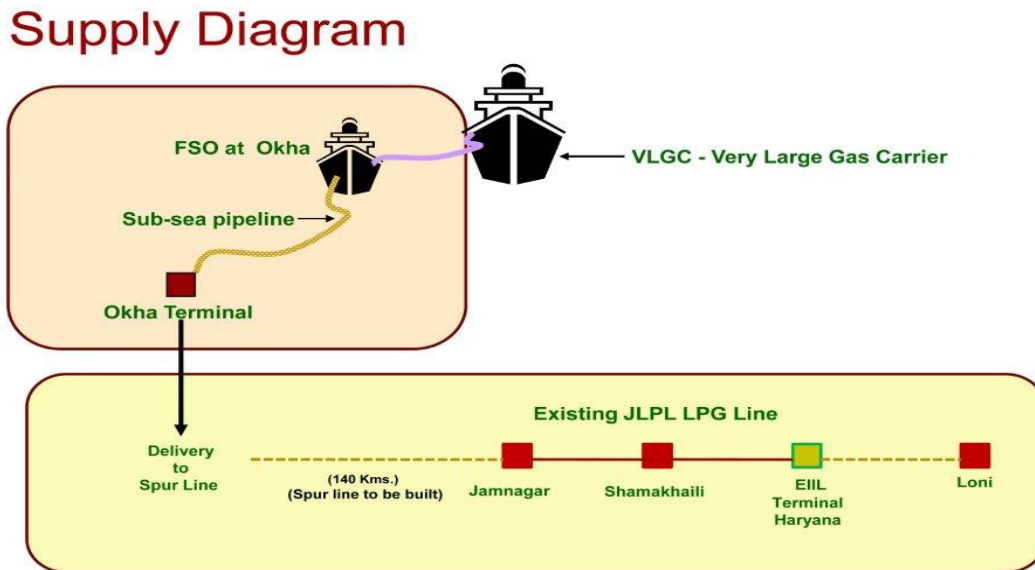 Supply Diagram
FSO at Okha
VLGC - Very Large Gas Carrier
Sub-sea pipeline
Okha Terminal
Existing JLPL LPG Line
Delivery
to
Spur Line
(140 Kms.)
(Spur line to be built)
Jamnagar
Shamakhaili
EIIL
Terminal
Haryana
Loni